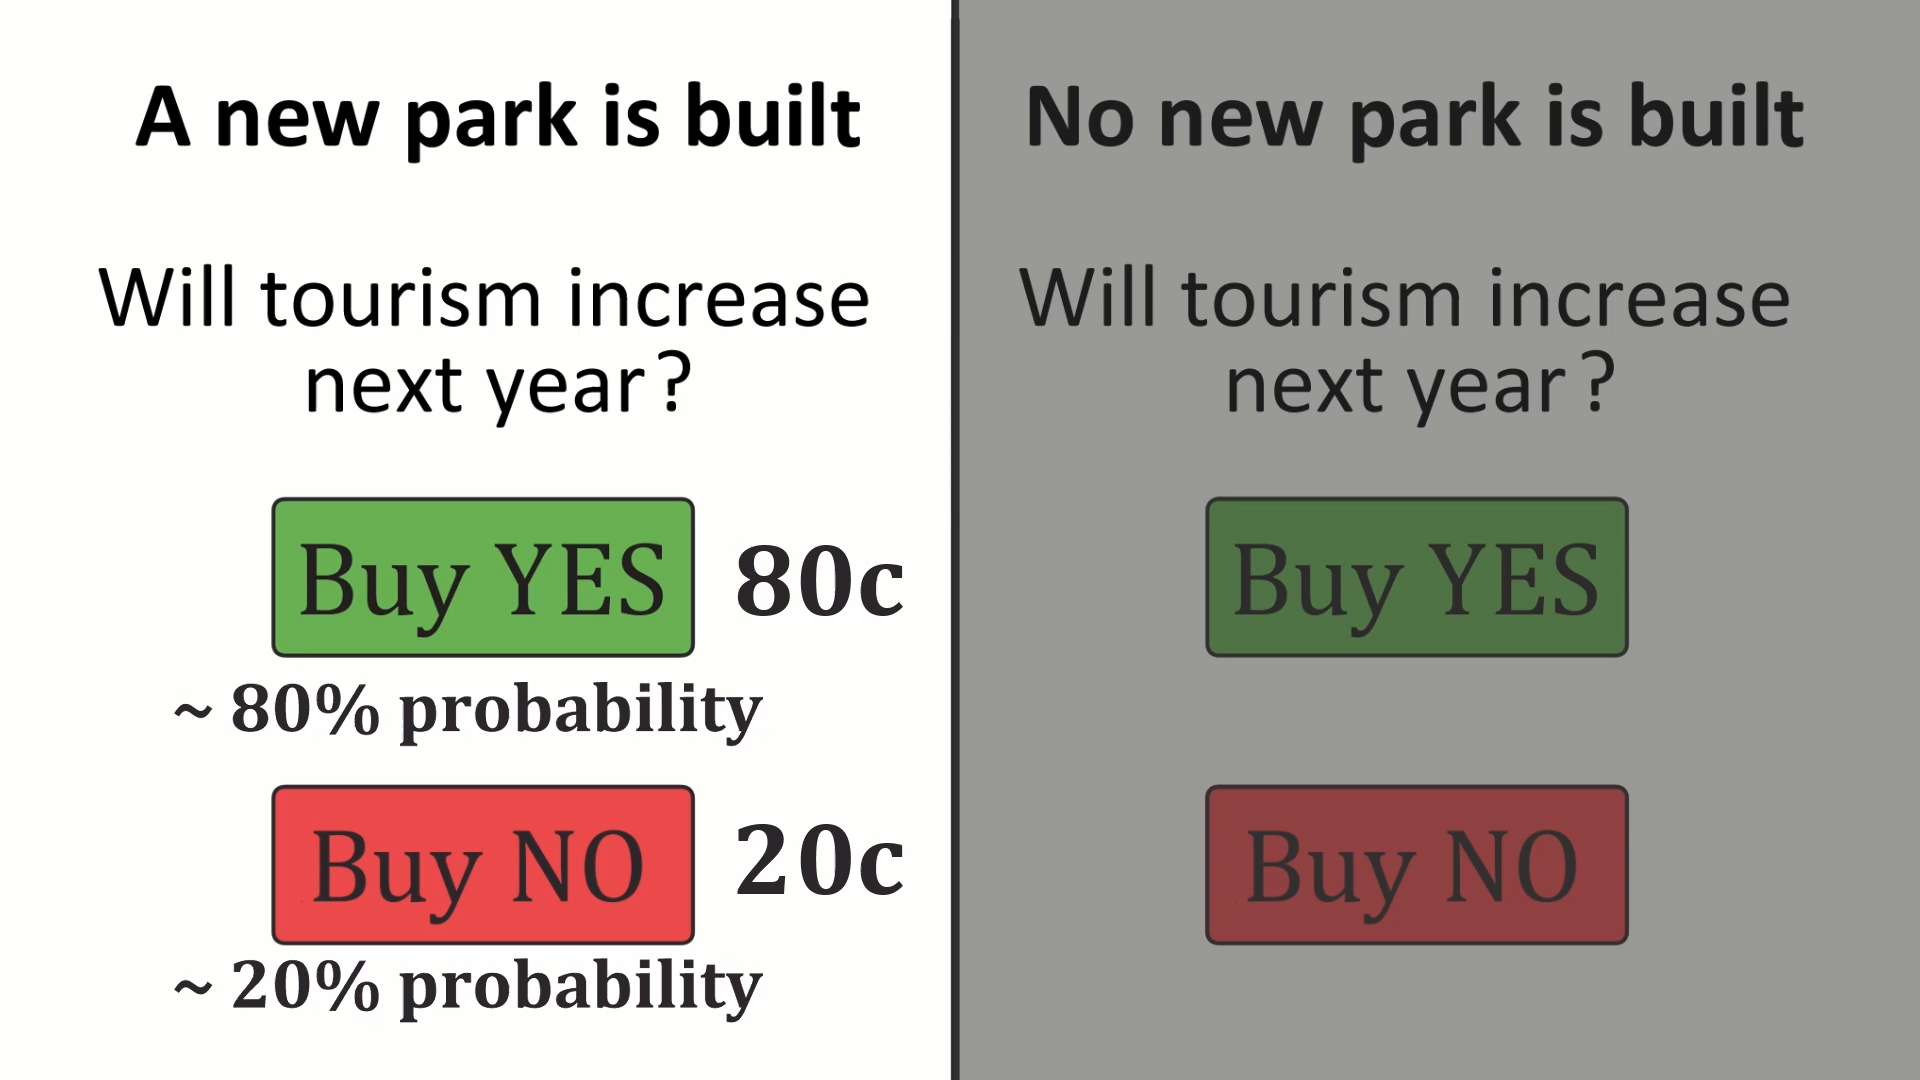 A new park is built
Will tourism increase
next year?
Buy YES
80c
~ 80% probability
Buy NO
20c
~ 20% probability
No new park is built
Will tourism increase
next year?
Buy YES
Buy NO